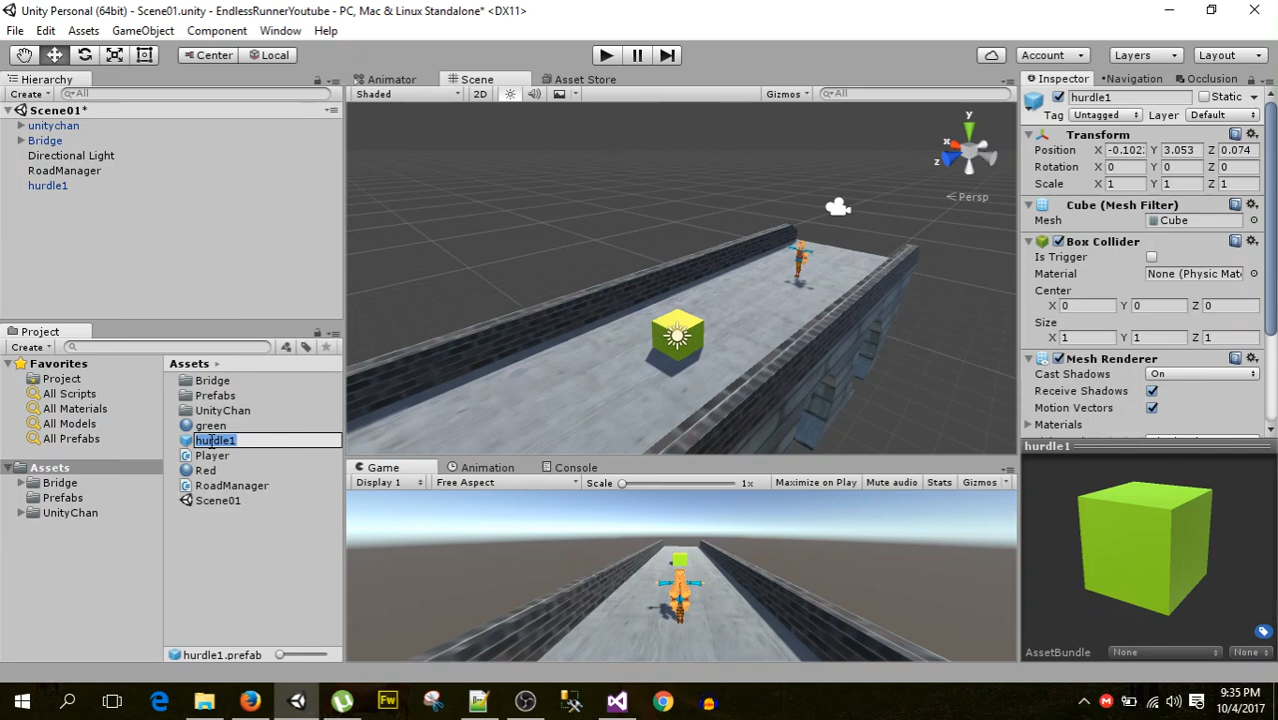 Unity Personal (64bit) - Scene01.unity - EndlessRunnerYoutube - PC, Mac & Linux Standalone* <DX11>
File Edit Assets GameObject Component Window Help
Center Local Account Layers Layout
Hierarchy
Create All
Scene01*
unitychan
Bridge
Directional Light
RoadManager
hurdle1
Animator Scene Asset Store
Shaded 2D Gizmos All
y
x
z
Persp
Inspector Navigation Occlusion
hurdle1 Static
Tag Untagged Layer Default
Transform
Position X -0.102 Y 3.053 Z 0.074
Rotation X 0 Y 0 Z 0
Scale X 1 Y 1 Z 1
Cube (Mesh Filter)
Mesh Cube
Box Collider
Is Trigger
Material None (Physic Mat
Center
X 0 Y 0 Z 0
Size
X 1 Y 1 Z 1
Mesh Renderer
Cast Shadows On
Receive Shadows
Motion Vectors
Materials
hurdle1
AssetBundle None None
Project
Create
Favorites
Project
All Scripts
All Materials
All Models
All Prefabs
Assets
Bridge
Prefabs
UnityChan
Assets
Bridge
Prefabs
UnityChan
green
hurdle1
Player
Red
RoadManager
Scene01
hurdle1.prefab
Game Animation Console
Display 1 Free Aspect Scale 1x Maximize on Play Mute audio Stats Gizmos
Fw
9:35 PM
10/4/2017